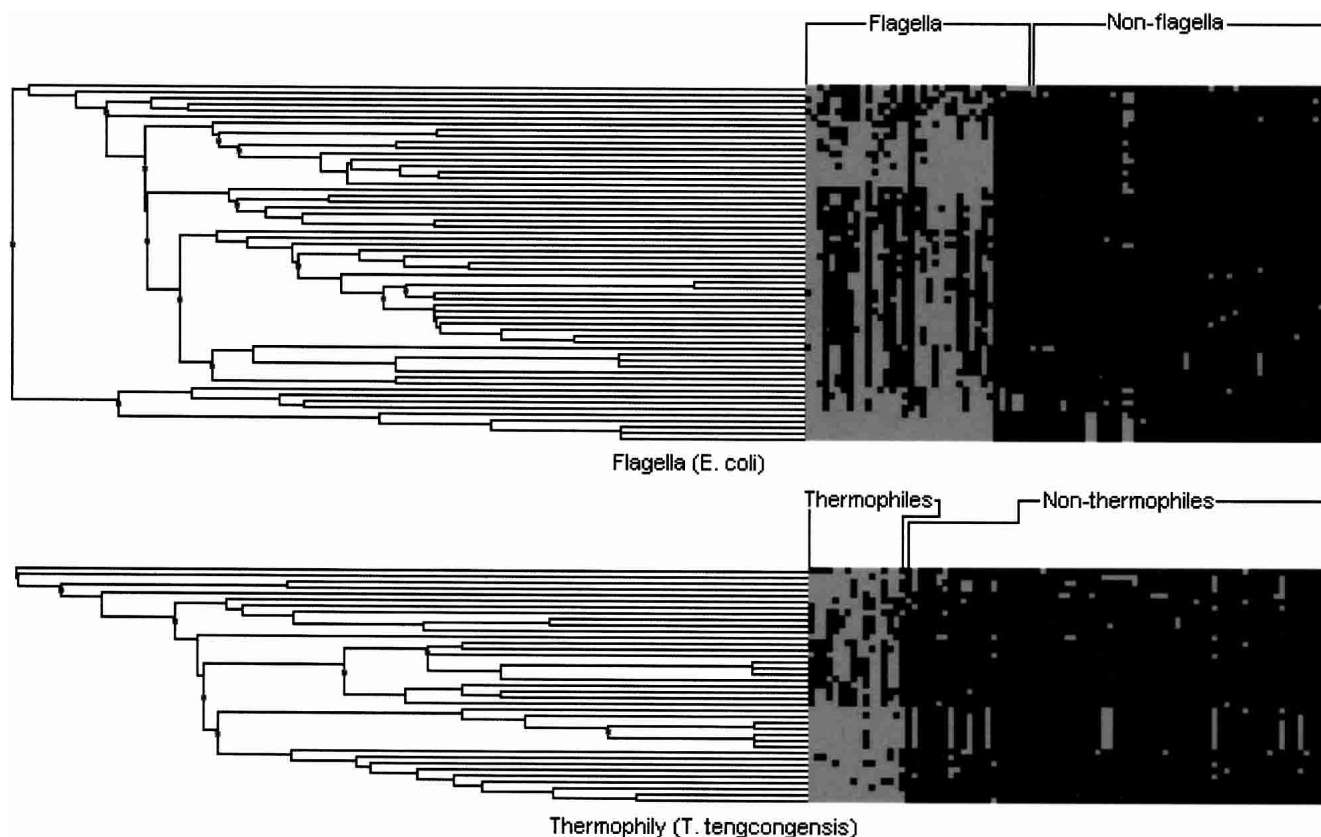 Flagella
Non-flagella
Flagella (E. coli)
Thermophiles
Non-thermophiles
Thermophily (T. tengcongensis)